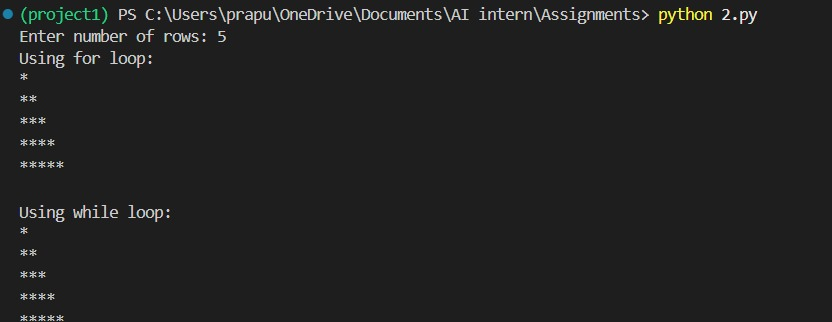 (project1) PS C:\Users\prapu\OneDrive\Documents\AI intern\Assignments> python 2.py
Enter number of rows: 5
Using for loop:
*
**
***
****
*****

Using while loop:
*
**
***
****
*****